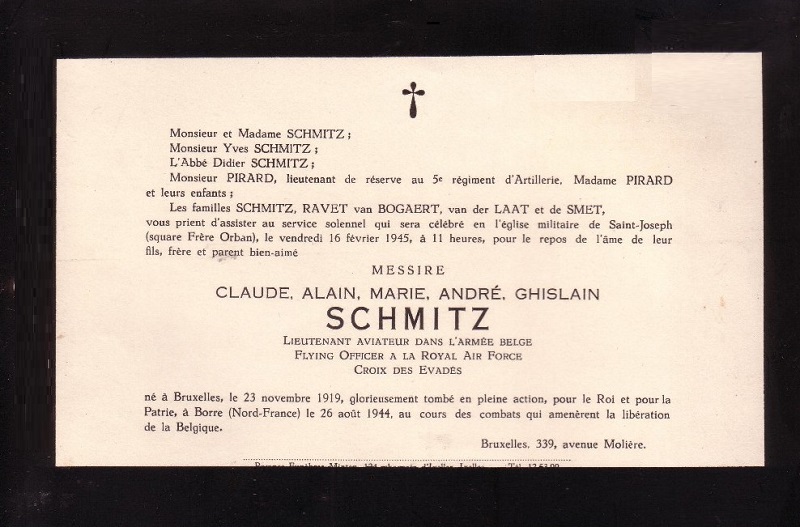 Monsieur et Madame SCHMITZ ;
Monsieur Yves SCHMITZ ;
L'Abbé Didier SCHMITZ ;
Monsieur PIRARD, lieutenant de réserve au 5e régiment d'Artillerie, Madame PIRARD
et leurs enfants ;
Les familles SCHMITZ, RAVET van BOGAERT, van der LAAT et de SMET,
vous prient d'assister au service solennel qui sera célébré en l'église militaire de Saint-Joseph
(square Frère Orban), le vendredi 16 février 1945, à 11 heures, pour le repos de l'âme de leur
fils, frère et parent bien-aimé
MESSIRE
CLAUDE, ALAIN, MARIE, ANDRÉ, GHISLAIN
SCHMITZ
LIEUTENANT AVIATEUR DANS L'ARMÉE BELGE
FLYING OFFICER A LA ROYAL AIR FORCE
CROIX DES EVADÉS
né à Bruxelles, le 23 novembre 1919, glorieusement tombé en pleine action, pour le Roi et pour la
Patrie, à Borre (Nord-France) le 26 août 1944, au cours des combats qui amenèrent la libération
de la Belgique.
Bruxelles. 339, avenue Molière.